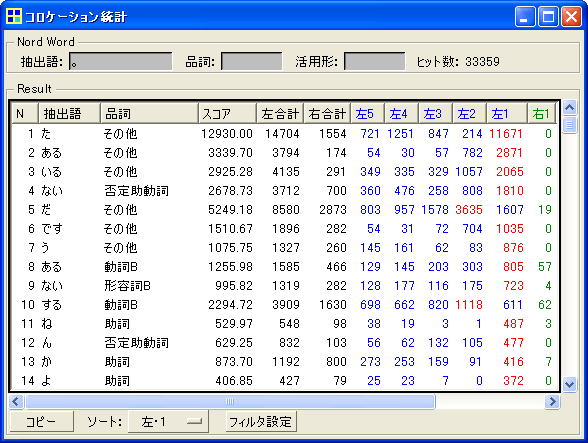 コロケーション統計
Nord Word
抽出語: 。 品詞: 活用形: ヒット数: 33359
Result
N 抽出語 品詞 スコア 左合計 右合計 左5 左4 左3 左2 左1 右1
1 た その他 12930.00 14704 1554 721 1251 847 214 11671 0
2 ある その他 3339.70 3794 174 54 30 57 782 2871 0
3 いる その他 2925.28 4135 291 349 335 329 1057 2065 0
4 ない 否定助動詞 2678.73 3712 700 360 476 258 808 1810 0
5 だ その他 5249.18 8580 2873 803 957 1578 3635 1607 19
6 です その他 1510.67 1896 282 54 31 72 704 1035 0
7 う その他 1075.75 1327 260 145 161 62 83 876 0
8 ある 動詞B 1255.98 1585 466 129 145 203 303 805 57
9 ない 形容詞B 995.82 1319 282 128 177 116 175 723 4
10 する 動詞B 2294.72 3909 1630 698 662 820 1118 611 62
11 ね 助詞 529.97 548 98 38 19 3 1 487 3
12 ん 否定助動詞 629.25 832 103 56 62 132 105 477 0
13 か 助詞 873.70 1192 800 273 253 159 91 416 7
14 よ 助詞 406.85 427 79 25 23 7 0 372 0
コピー ソート: 左・1 フィルタ設定